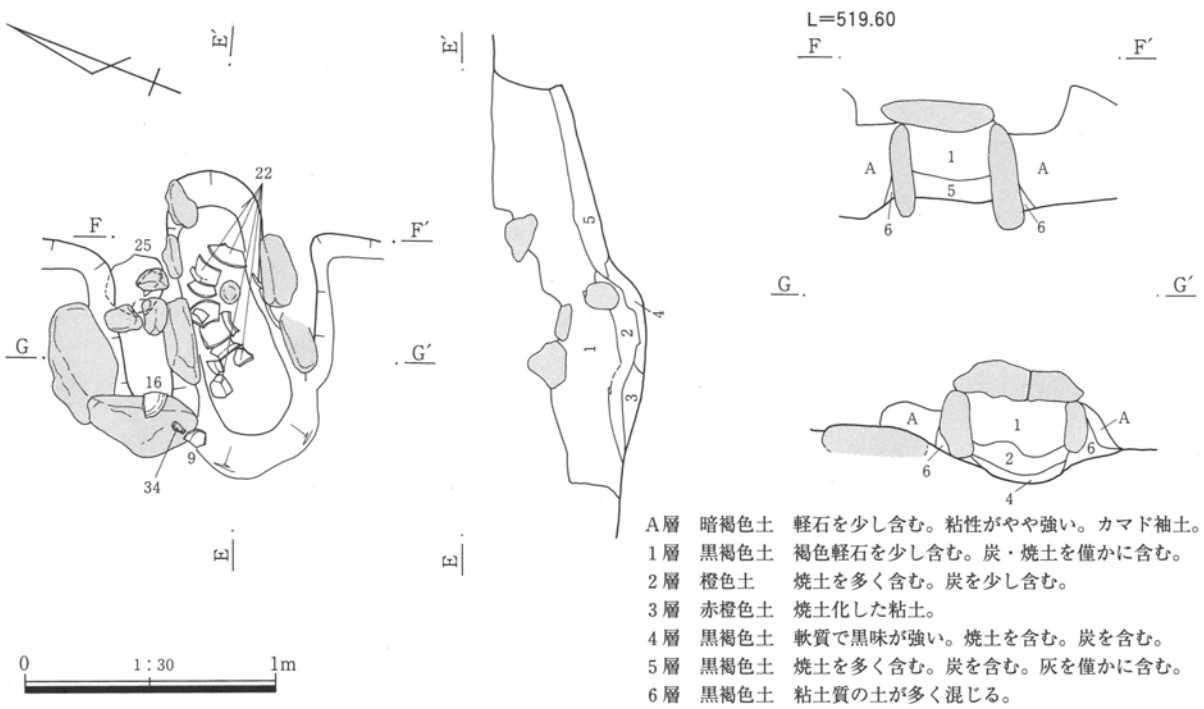 L=519.60
E′
E′
F
F′
22
F
25
F′
A
1
A
5
6
6
5
4
G
G′
G
G′
2
1
3
16
A
1
A
6
2
6
4
9
34
E
E
A層 暗褐色土 軽石を少し含む。粘性がやや強い。カマド袖土。
1層 黒褐色土 褐色軽石を少し含む。炭・焼土を僅かに含む。
2層 橙色土 焼土を多く含む。炭を少し含む。
3層 赤橙色土 焼土化した粘土。
4層 黒褐色土 軟質で黒味が強い。焼土を含む。炭を含む。
5層 黒褐色土 焼土を多く含む。炭を含む。灰を僅かに含む。
6層 黒褐色土 粘土質の土が多く混じる。
0 1:30 1m